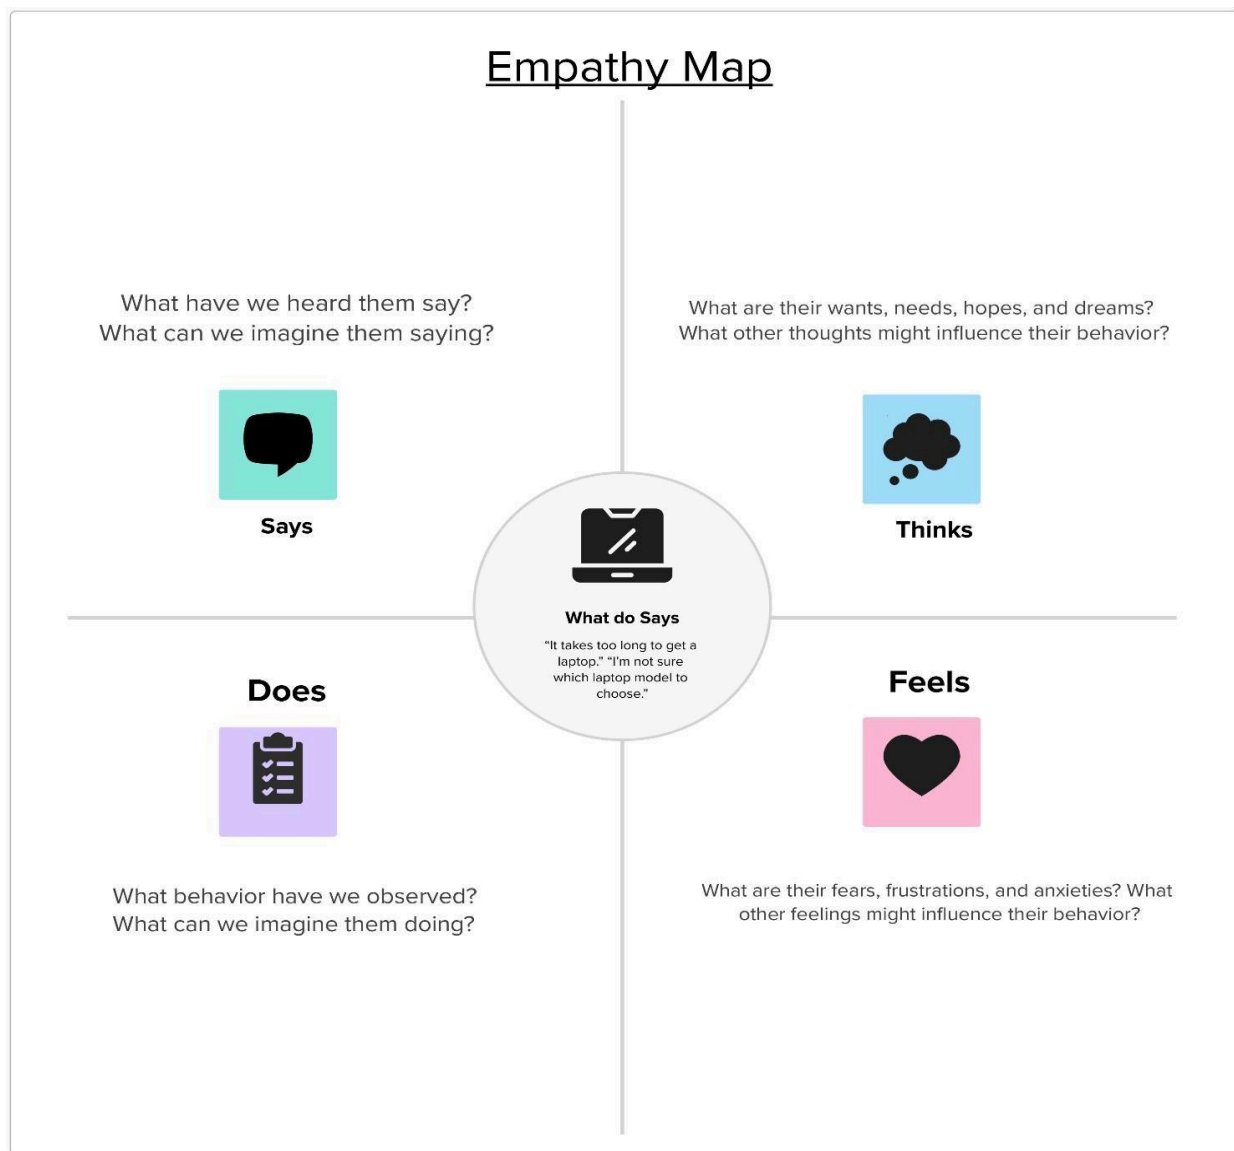 Empathy Map
What have we heard them say?
What can we imagine them saying?
Says
What are their wants, needs, hopes, and dreams?
What other thoughts might influence their behavior?
Thinks
What do Says
“It takes too long to get a
laptop.” “I’m not sure
which laptop model to
choose.”
Does
What behavior have we observed?
What can we imagine them doing?
Feels
What are their fears, frustrations, and anxieties? What
other feelings might influence their behavior?